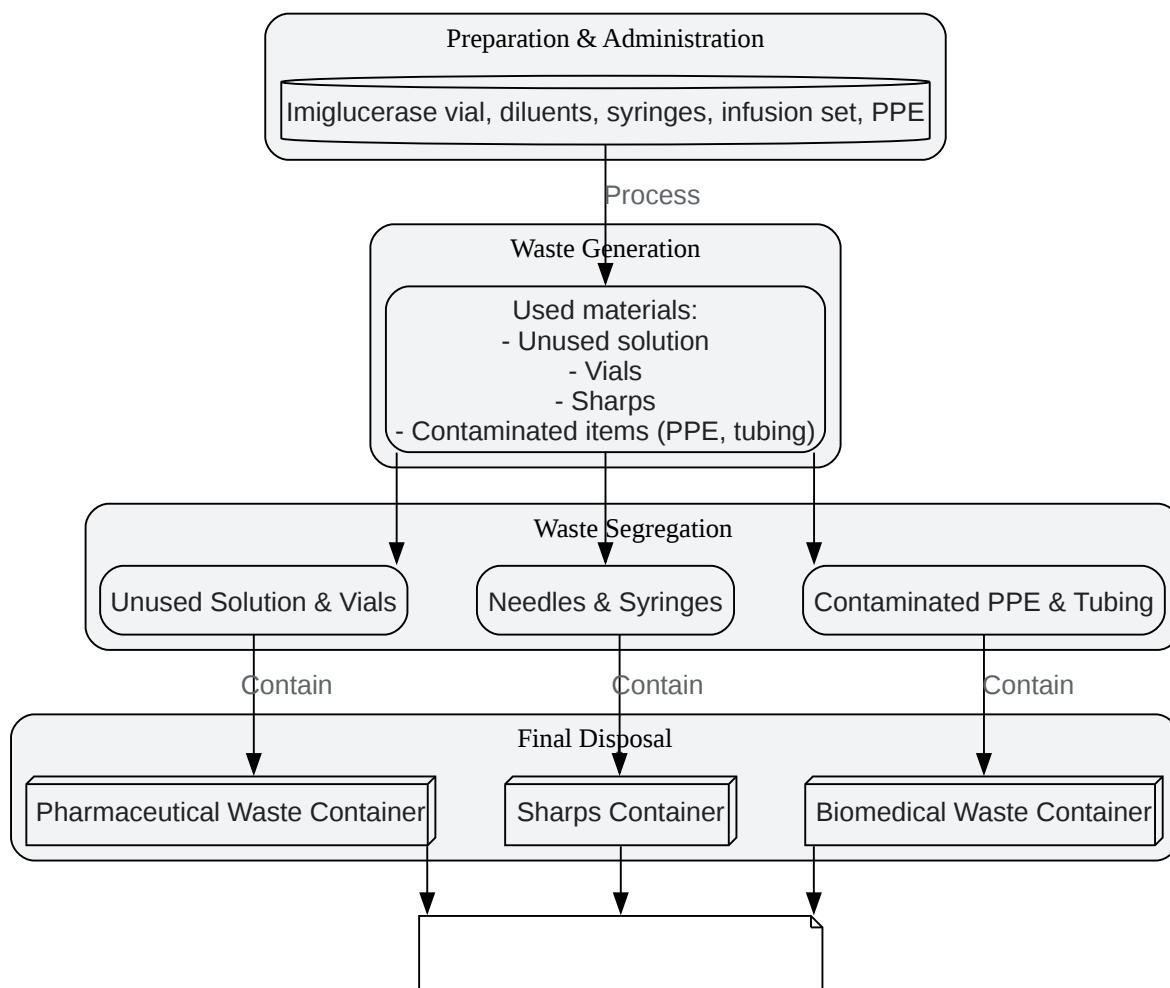 Preparation & Administration
Imiglucerase vial, diluents, syringes, infusion set, PPE
Process
Waste Generation
Used materials:
- Unused solution
- Vials
- Sharps
- Contaminated items (PPE, tubing)
Waste Segregation
Unused Solution & Vials
Needles & Syringes
Contaminated PPE & Tubing
Contain
Contain
Contain
Final Disposal
Pharmaceutical Waste Container
Sharps Container
Biomedical Waste Container